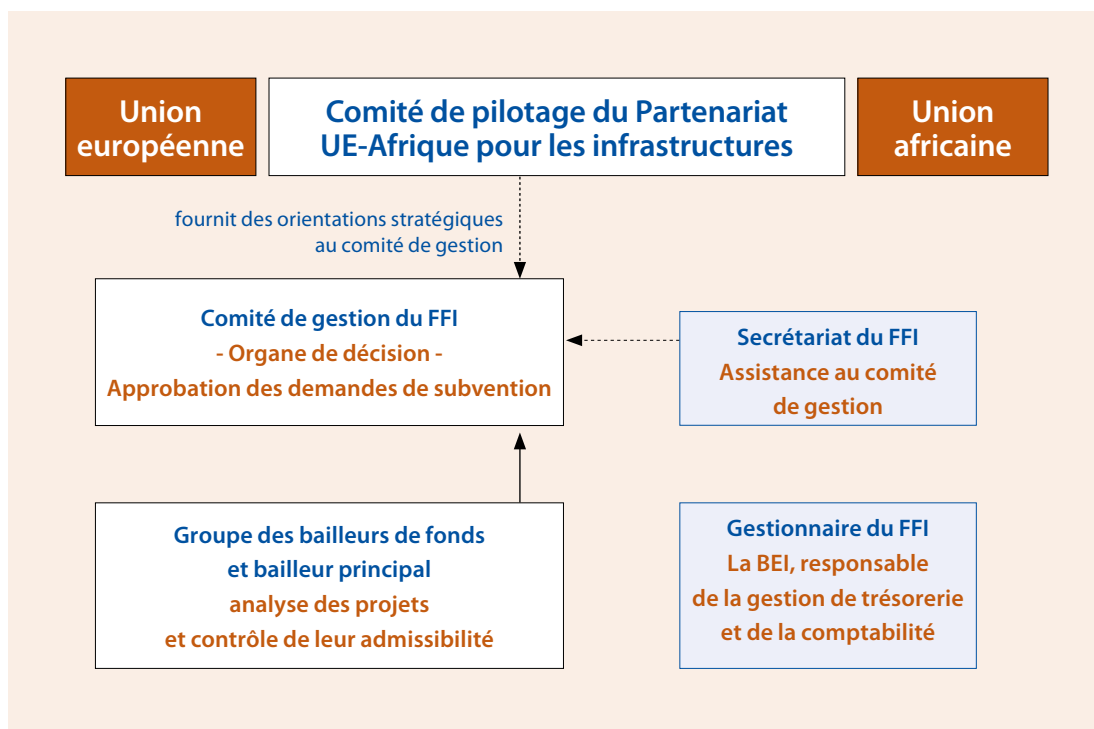 Union
européenne
Comité de pilotage du Partenariat
UE-Afrique pour les infrastructures
Union
africaine
fournit des orientations stratégiques
au comité de gestion
Comité de gestion du FFI
- Organe de décision -
Approbation des demandes de subvention
Secrétariat du FFI
Assistance au comité
de gestion
Groupe des bailleurs de fonds
et bailleur principal
analyse des projets
et contrôle de leur admissibilité
Gestionnaire du FFI
La BEI, responsable
de la gestion de trésorerie
et de la comptabilité